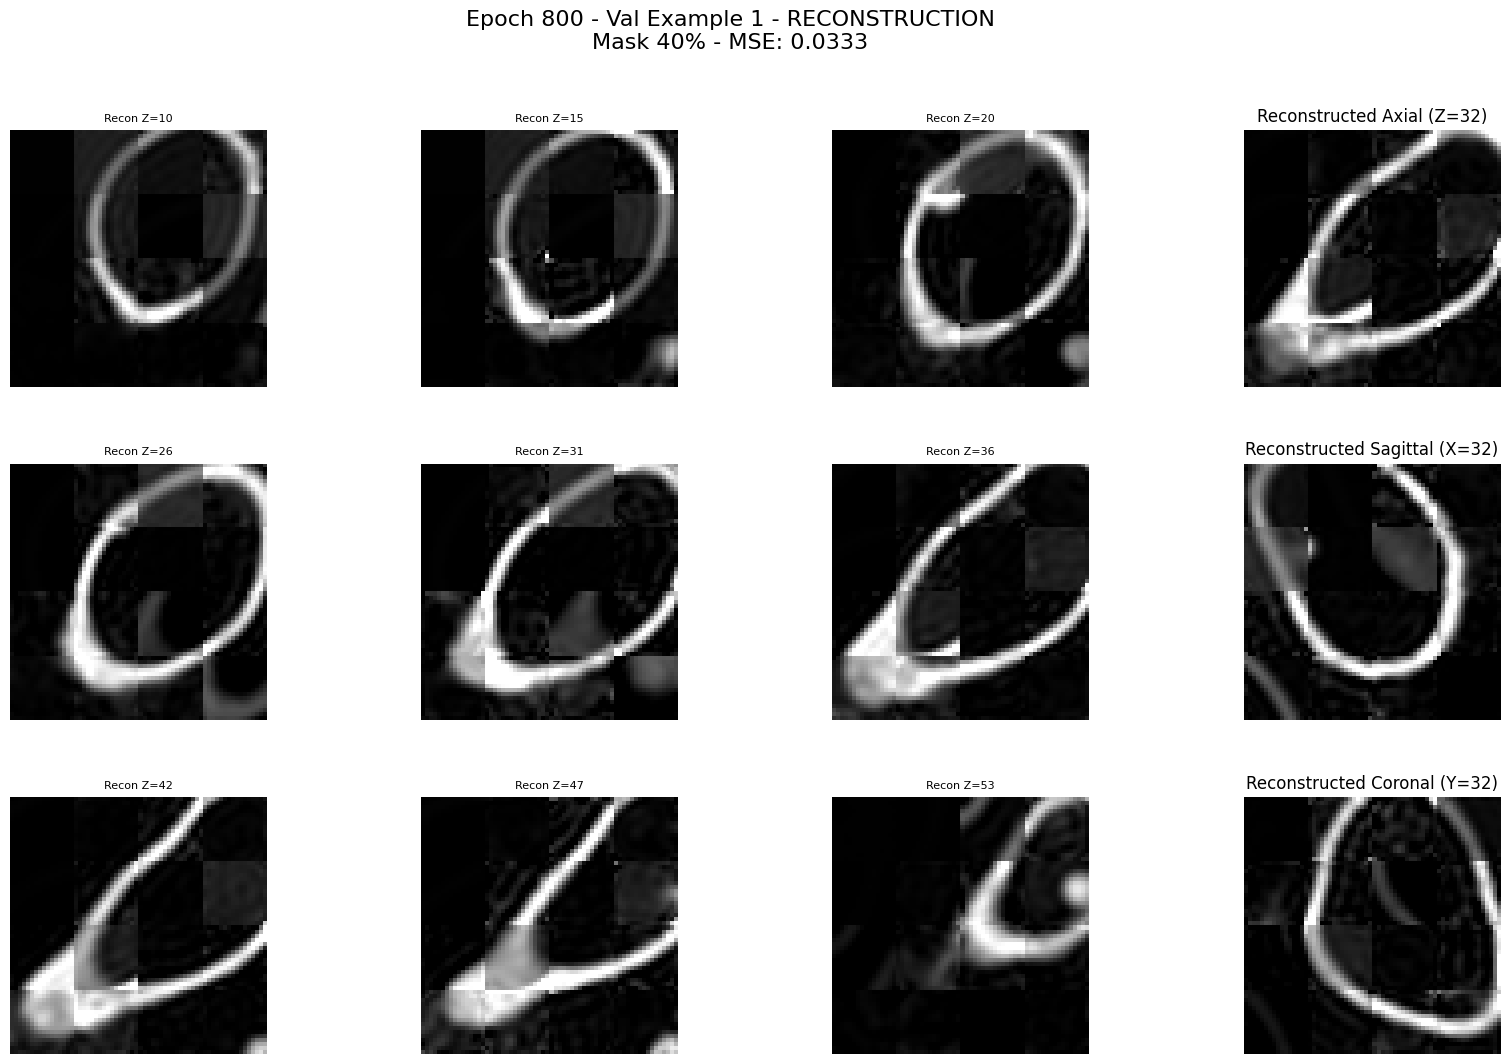 Epoch 800 - Val Example 1 - RECONSTRUCTION
Mask 40% - MSE: 0.0333
Recon Z=10
Recon Z=15
Recon Z=20
Reconstructed Axial (Z=32)
Recon Z=26
Recon Z=31
Recon Z=36
Reconstructed Sagittal (X=32)
Recon Z=42
Recon Z=47
Recon Z=53
Reconstructed Coronal (Y=32)